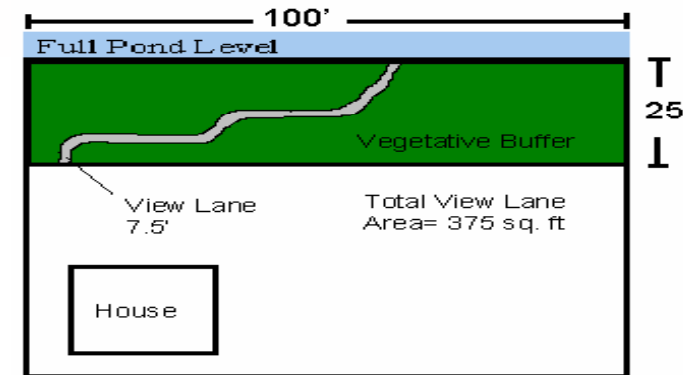 100'
Full Pond Level
25
Vegetative Buffer
View Lane
7.5'
Total View Lane
Area= 375 sq. ft
House